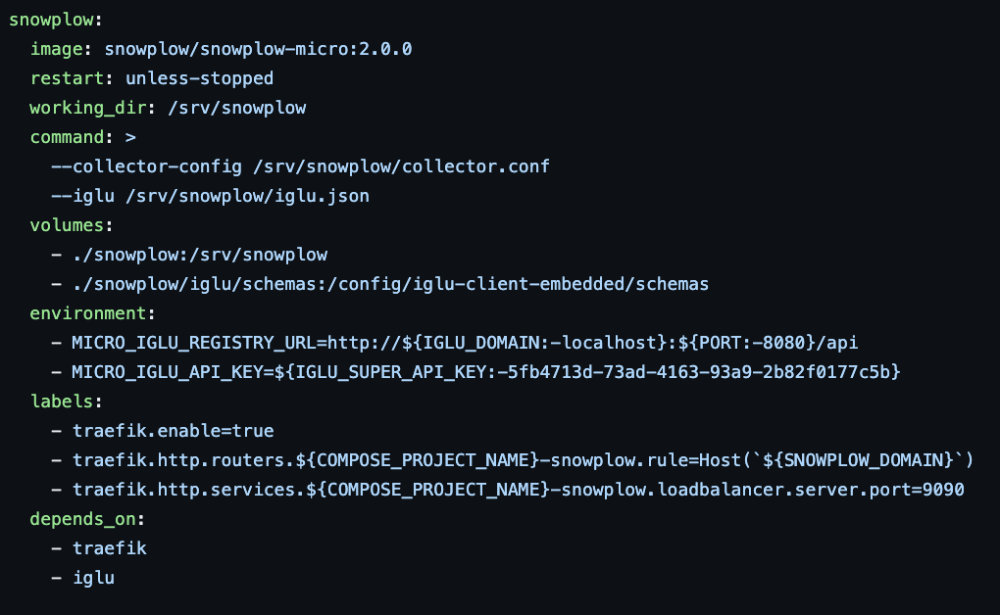 snowplow:
  image: snowplow/snowplow-micro:2.0.0
  restart: unless-stopped
  working_dir: /srv/snowplow
  command: >
    --collector-config /srv/snowplow/collector.conf
    --iglu /srv/snowplow/iglu.json
  volumes:
    - ./snowplow:/srv/snowplow
    - ./snowplow/iglu/schemas:/config/iglu-client-embedded/schemas
  environment:
    - MICRO_IGLU_REGISTRY_URL=http://${IGLU_DOMAIN:-localhost}:${PORT:-8080}/api
    - MICRO_IGLU_API_KEY=${IGLU_SUPER_API_KEY:-5fb4713d-73ad-4163-93a9-2b82f0177c5b}
  labels:
    - traefik.enable=true
    - traefik.http.routers.${COMPOSE_PROJECT_NAME}-snowplow.rule=Host(`${SNOWPLOW_DOMAIN}`)
    - traefik.http.services.${COMPOSE_PROJECT_NAME}-snowplow.loadbalancer.server.port=9090
  depends_on:
    - traefik
    - iglu